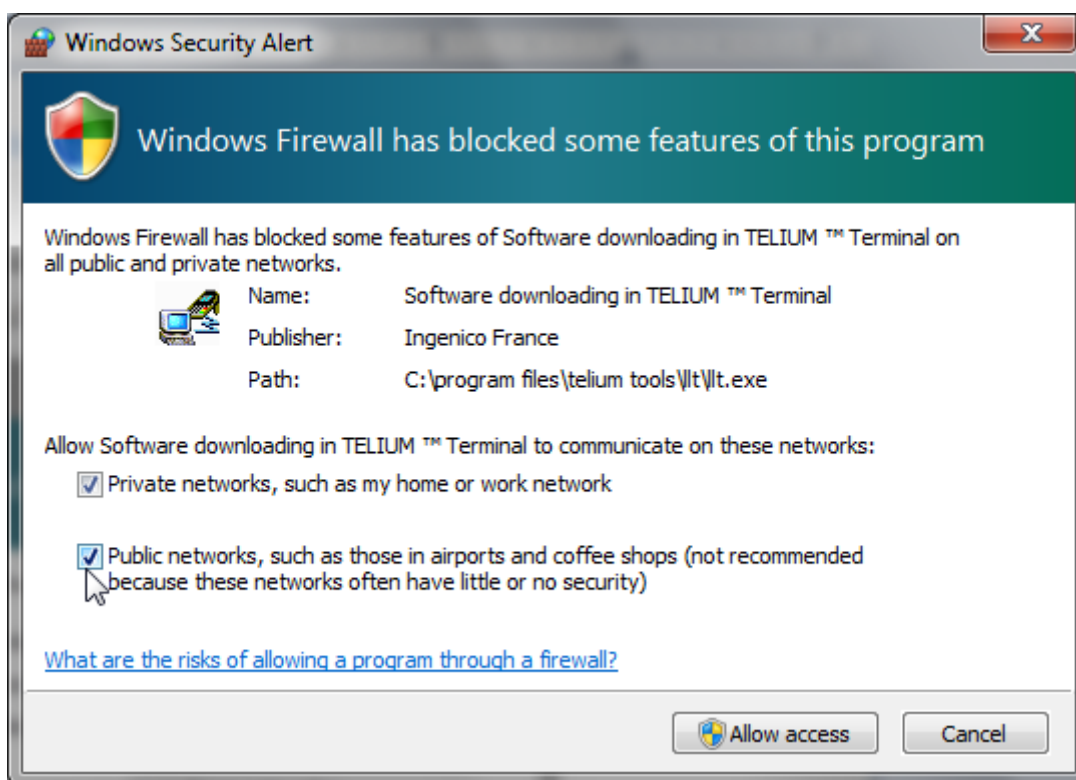 Windows Security Alert
Windows Firewall has blocked some features of this program
Windows Firewall has blocked some features of Software downloading in TELIUM ™ Terminal on
all public and private networks.
Name: Software downloading in TELIUM ™ Terminal
Publisher: Ingenico France
Path: C:\program files\telium tools\llt\llt.exe
Allow Software downloading in TELIUM ™ Terminal to communicate on these networks:
Private networks, such as my home or work network
Public networks, such as those in airports and coffee shops (not recommended
because these networks often have little or no security)
What are the risks of allowing a program through a firewall?
Allow access Cancel